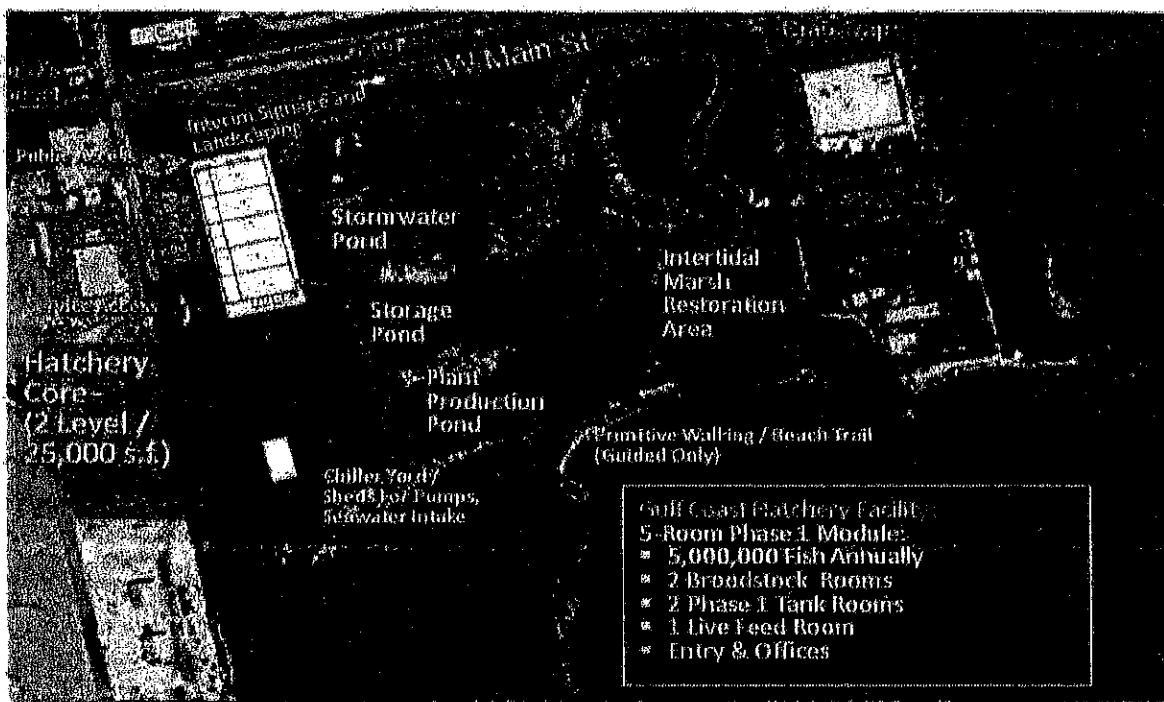 W Main St
Interim Signage and
Landscaping
Public Access
Stormwater
Pond
Storage
Pond
Intertidal
Marsh
Restoration
Area
Hatchery
Core -
(2 Level /
25,000 s.f.)
Plant
Production
Pond
Primitive Walking / Beach Trail
(Guided Only)
Chiller Yard/
Sheds For Pumps,
Seawater Intake
Gulf Coast Hatchery Facility
5-Room Phase 1 Module:
* 5,000,000 Fish Annually
* 2 Broodstock Rooms
* 2 Phase 1 Tank Rooms
* 1 Live Feed Room
* Entry & Offices